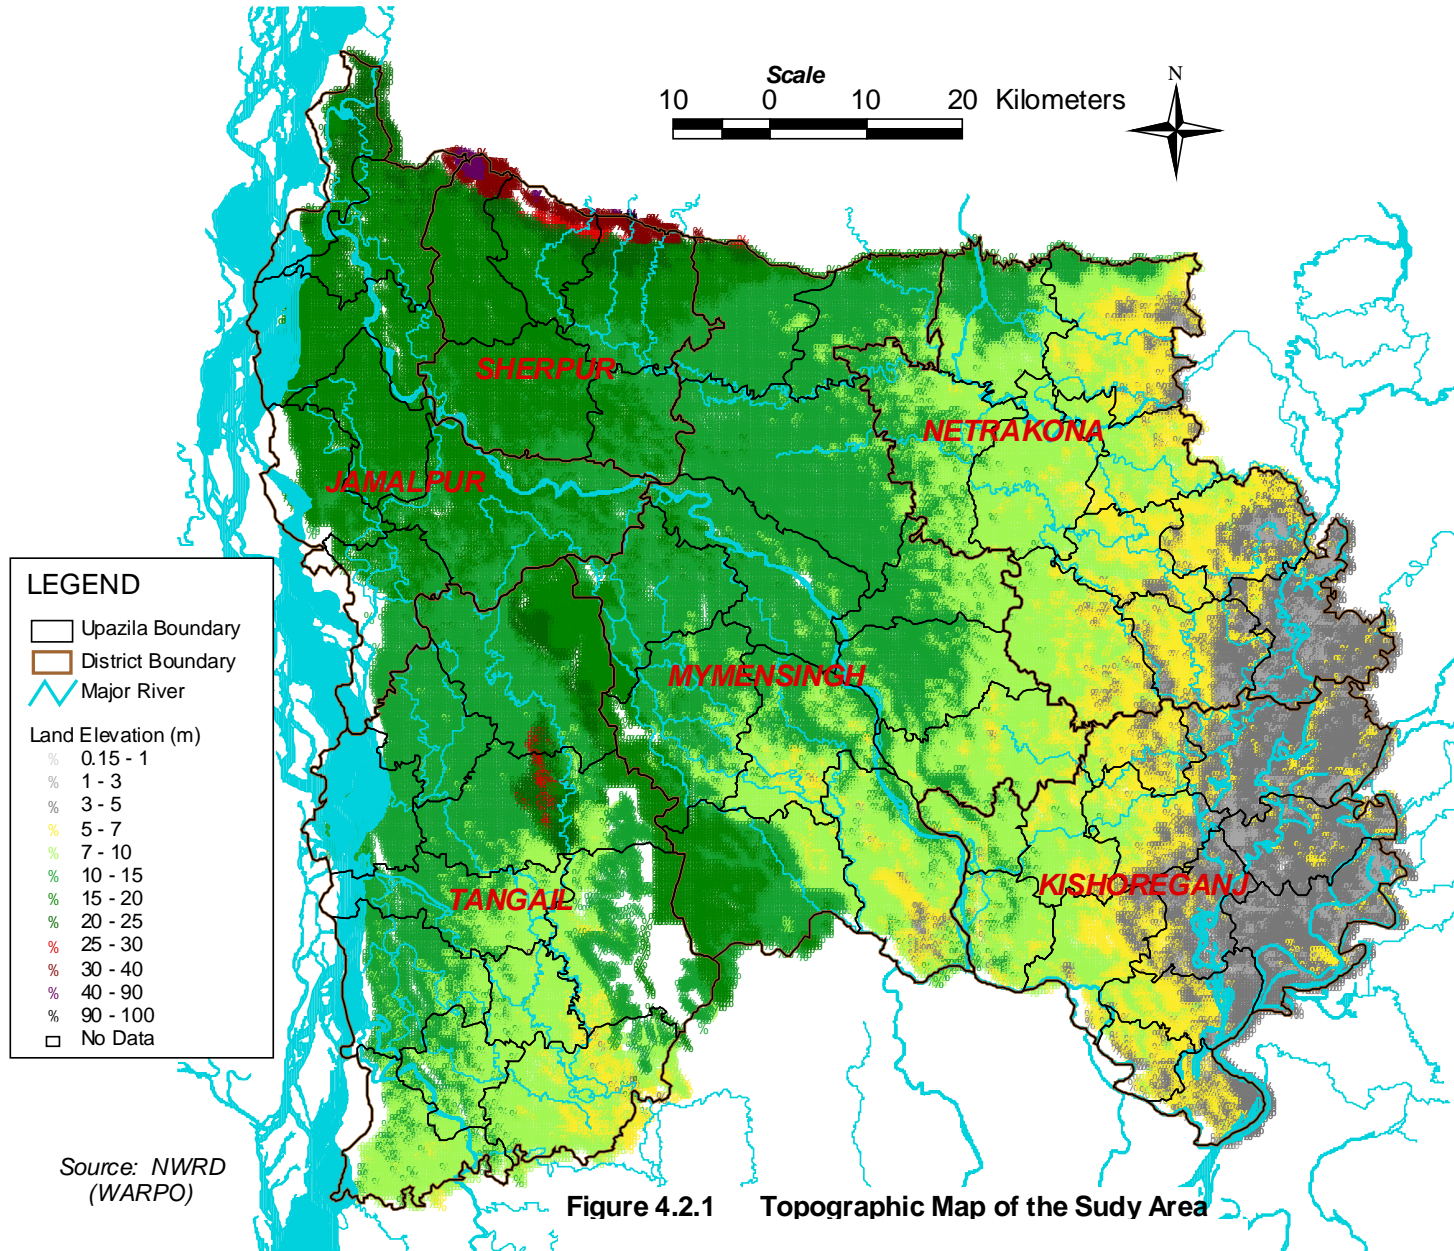 Scale
10 0 10 20 Kilometers
N
SHERPUR
NETRAKONA
JAMALPUR
MYMENSINGH
KISHOREGANJ
TANGAIL
LEGEND
Upazila Boundary
District Boundary
Major River
Land Elevation (m)
% 0.15 - 1
% 1 - 3
% 3 - 5
% 5 - 7
% 7 - 10
% 10 - 15
% 15 - 20
% 20 - 25
% 25 - 30
% 30 - 40
% 40 - 90
% 90 - 100
No Data
Source: NWRD
(WARPO)
Figure 4.2.1 Topographic Map of the Sudy Area